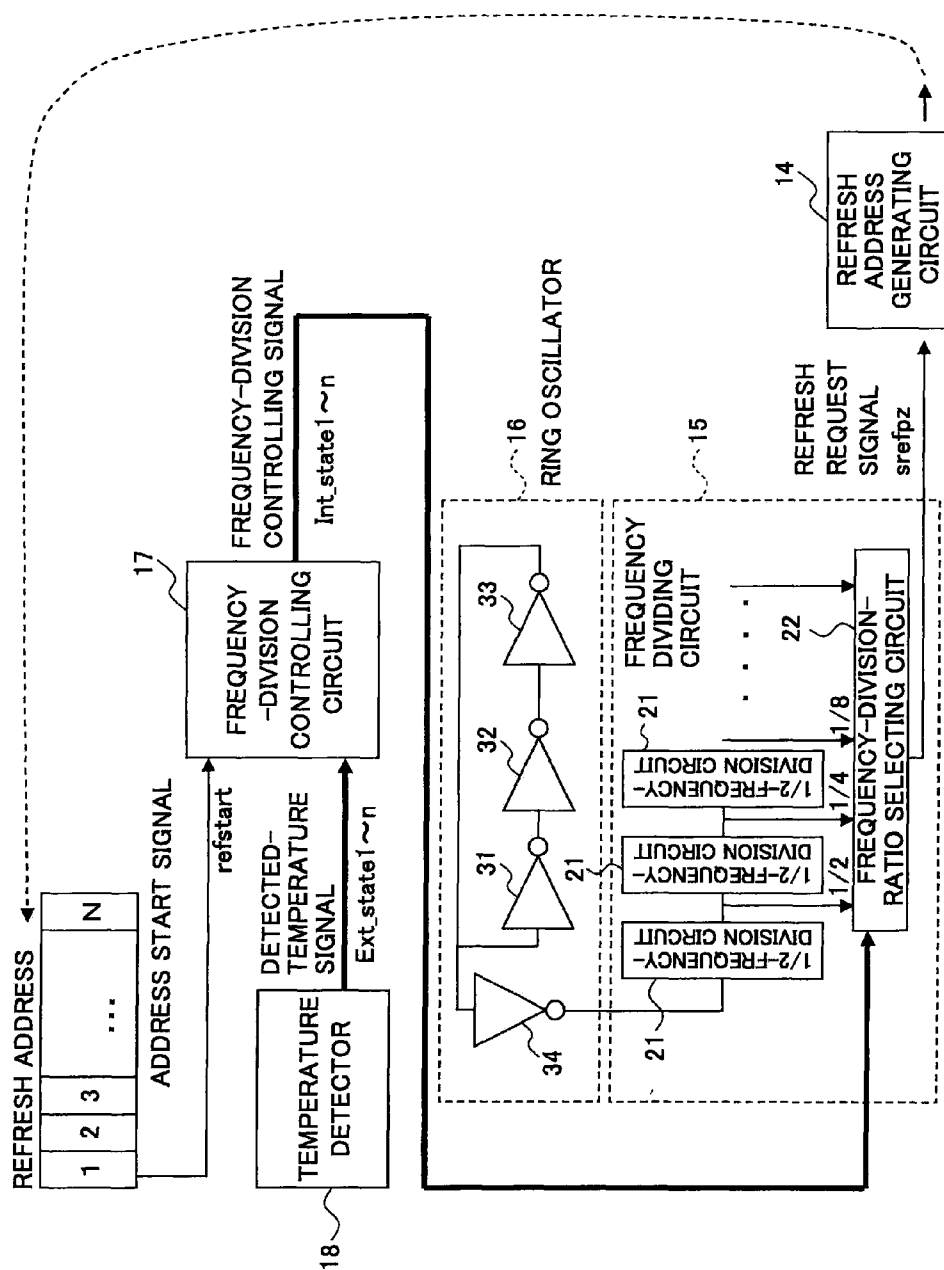 REFRESH ADDRESS
1 2 3 ... N
ADDRESS START SIGNAL
refstart
17
FREQUENCY
-DIVISION
CONTROLLING
CIRCUIT
FREQUENCY-DIVISION
CONTROLLING SIGNAL
Int_state1~n
TEMPERATURE
DETECTOR
18
DETECTED-
TEMPERATURE
SIGNAL
Ext_state1~n
16
RING OSCILLATOR
31
32
33
34
15
FREQUENCY
DIVIDING
CIRCUIT
21
1/2-FREQUENCY-
DIVISION CIRCUIT
21
1/2-FREQUENCY-
DIVISION CIRCUIT
21
1/2-FREQUENCY-
DIVISION CIRCUIT
. . . .
1/2
1/4
1/8
22
FREQUENCY-DIVISION-
RATIO SELECTING CIRCUIT
REFRESH
REQUEST
SIGNAL
srefpz
14
REFRESH
ADDRESS
GENERATING
CIRCUIT